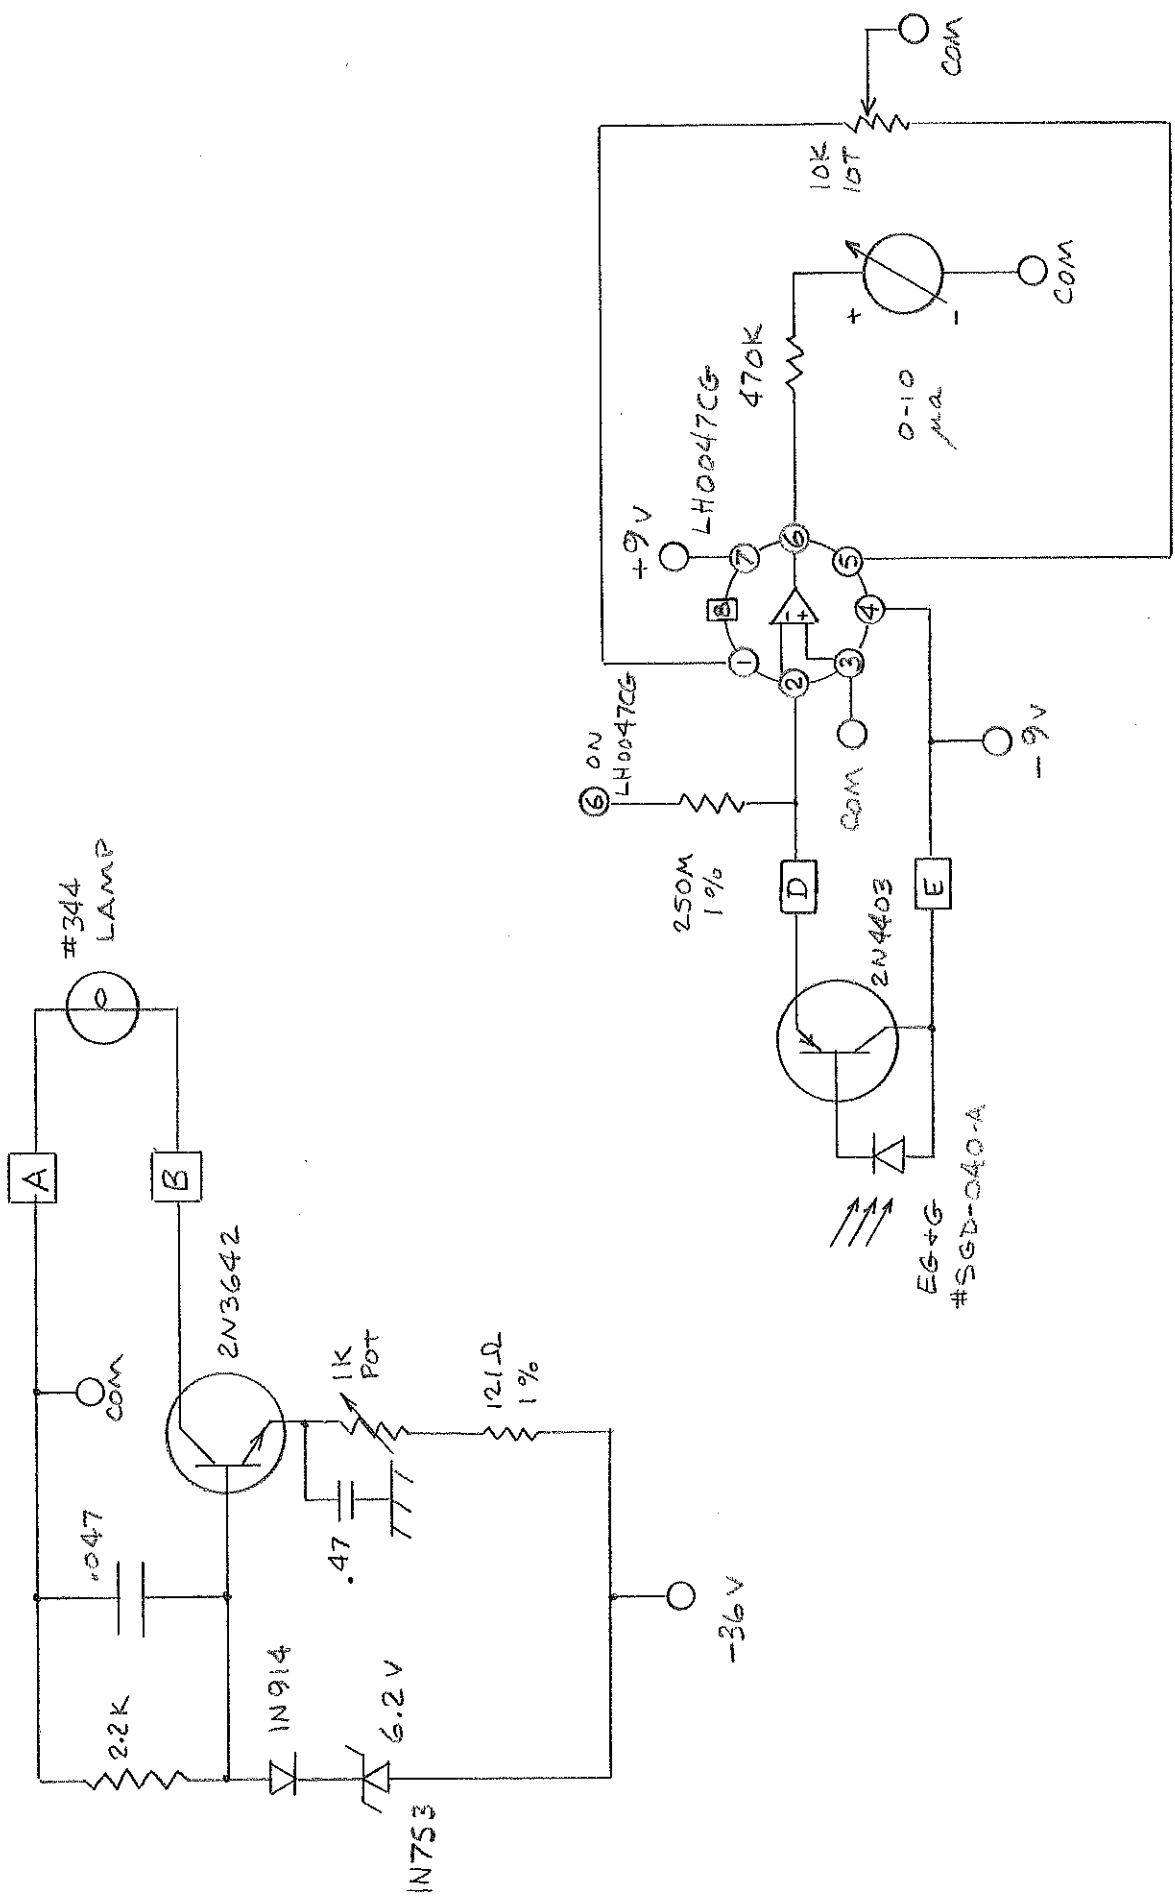 #344
LAMP
A
B
COM
2N3642
.047
2.2K
1N914
1N753
6.2V
.47
1K
POT
121Ω
1%
-36V
COM
10K
10T
+
-
COM
0-10
µa
470K
LH0047CG
+9V
1
2
3
4
5
6
7
8
-
+
6 ON
LH0047CG
250M
1%
COM
-9V
D
E
2N4403
EG+G
#SGD-040-A